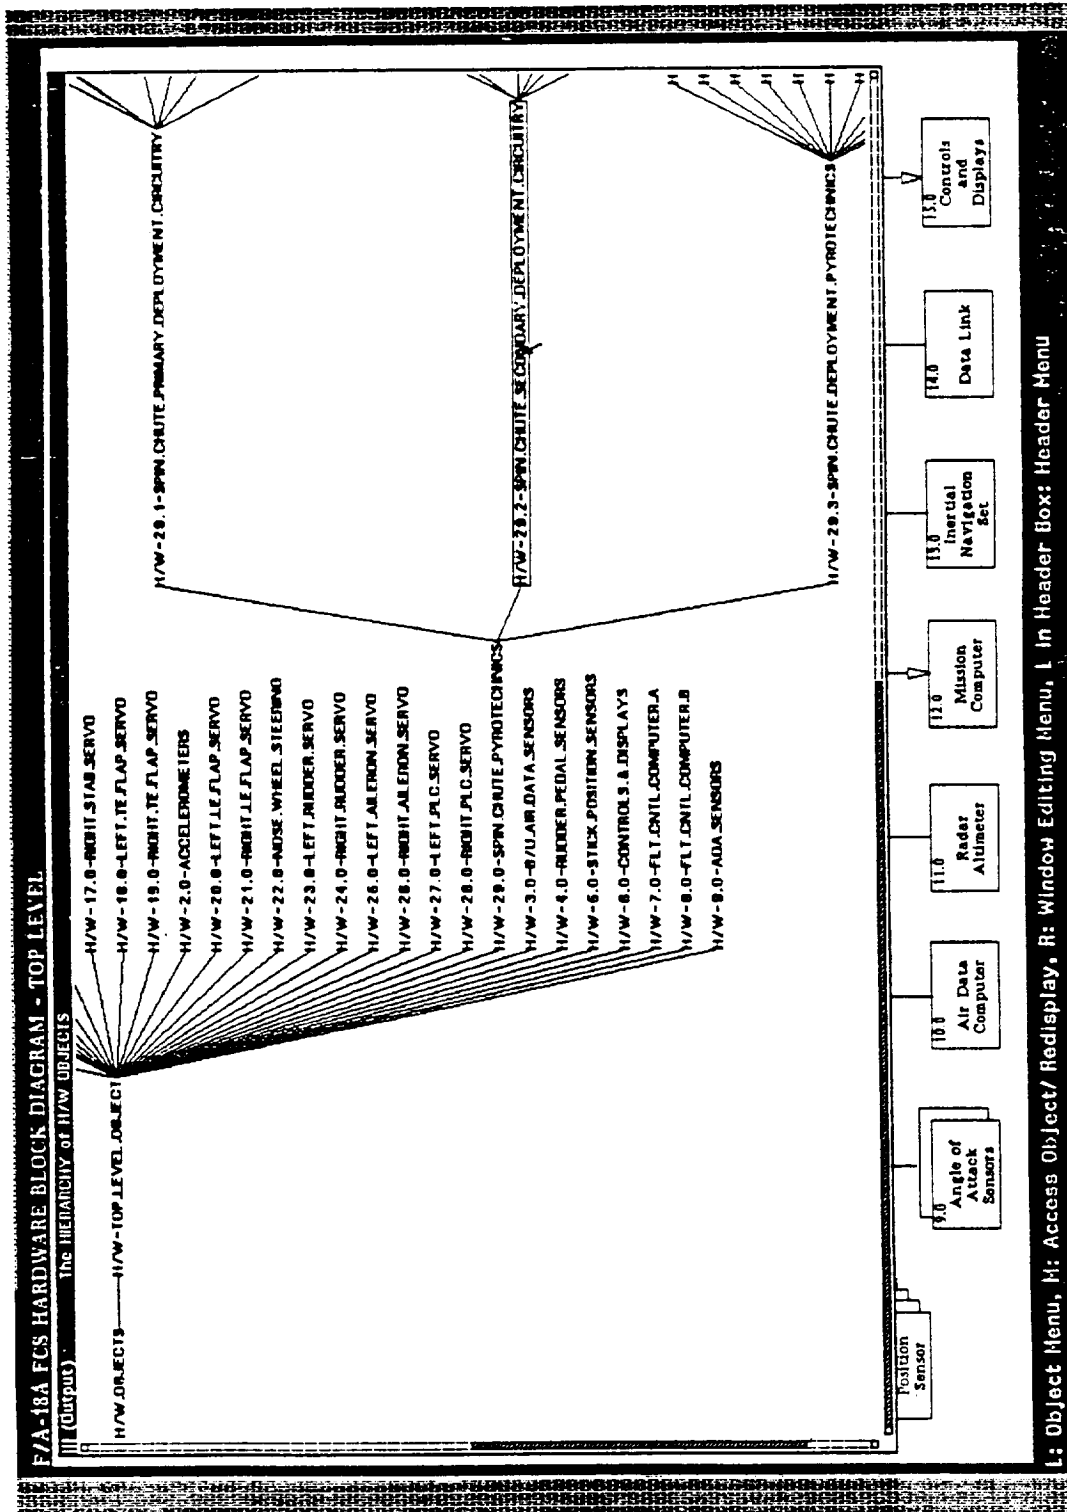 F/A-18A FCS HARDWARE BLOCK DIAGRAM - TOP LEVEL
(Output) The HIERARCHY of H/W OBJECTS
H/W.OBJECTS
H/W-TOP.LEVEL.OBJECT
H/W-17.0-RIGHT.STAB.SERVO
H/W-18.0-LEFT.TE.FLAP.SERVO
H/W-19.0-RIGHT.TE.FLAP.SERVO
H/W-2.0-ACCELEROMETERS
H/W-20.0-LEFT.LE.FLAP.SERVO
H/W-21.0-RIGHT.LE.FLAP.SERVO
H/W-22.0-NOSE.WHEEL.STEERING
H/W-23.0-LEFT.RUDDER.SERVO
H/W-24.0-RIGHT.RUDDER.SERVO
H/W-26.0-LEFT.AILERON.SERVO
H/W-26.0-RIGHT.AILERON.SERVO
H/W-27.0-LEFT.PLC.SERVO
H/W-28.0-RIGHT.PLC.SERVO
H/W-29.0-SPIN.CHUTE.PYROTECHNICS
H/W-3.0-B/U.AIR.DATA.SENSORS
H/W-4.0-RUDDER.PEDAL.SENSORS
H/W-6.0-STICK.POSITION.SENSORS
H/W-6.0-CONTROLS.&.DISPLAYS
H/W-7.0-FLT.CNTL.COMPUTER.A
H/W-8.0-FLT.CNTL.COMPUTER.B
H/W-9.0-AOA.SENSORS
H/W-29.1-SPIN.CHUTE.PRIMARY.DEPLOYMENT.CIRCUITRY
H/W-29.2-SPIN.CHUTE.SECONDARY.DEPLOYMENT.CIRCUITRY
H/W-29.3-SPIN.CHUTE.DEPLOYMENT.PYROTECHNICS
H
H
H
H
H
H
H
Position
Sensor
9.0
Angle of
Attack
Sensors
10.0
Air Data
Computer
11.0
Radar
Altimeter
12.0
Mission
Computer
13.0
Inertial
Navigation
Set
14.0
Data Link
15.0
Controls
and
Displays
L: Object Menu, M: Access Object/ Redisplay, R: Window Editing Menu, L in Header Box: Header Menu